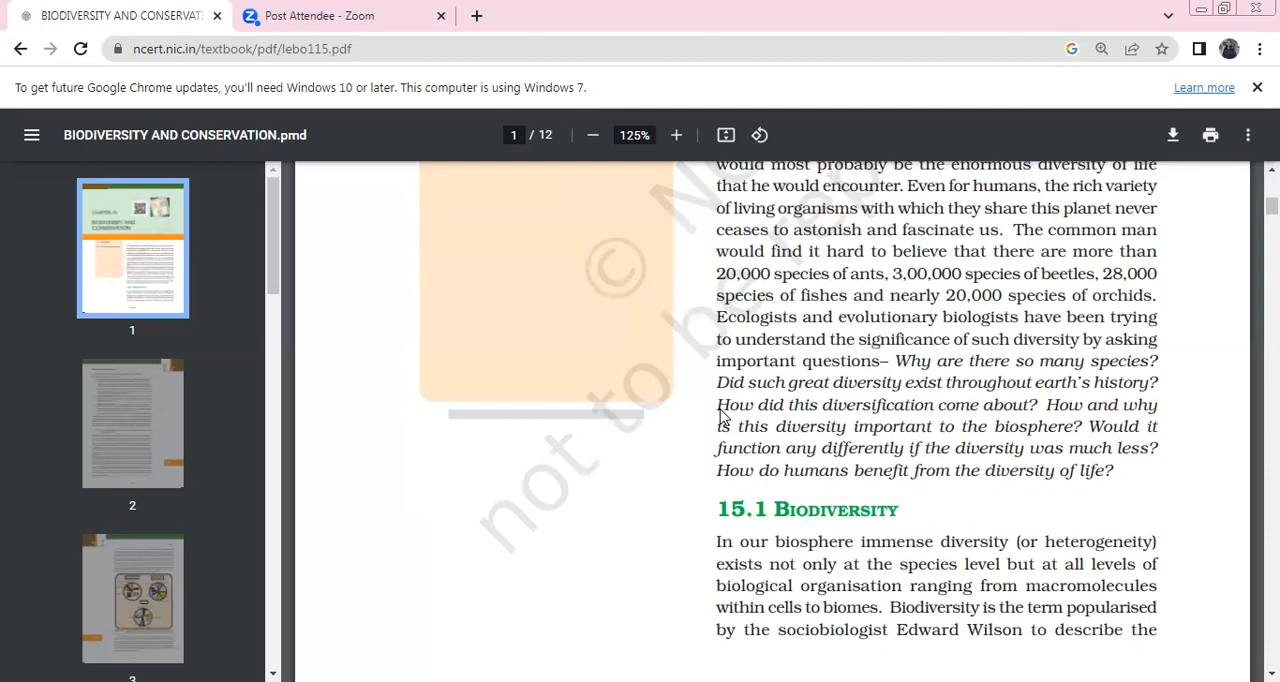 BIODIVERSITY AND CONSERVATI
Post Attendee - Zoom
ncert.nic.in/textbook/pdf/lebo115.pdf
To get future Google Chrome updates, you'll need Windows 10 or later. This computer is using Windows 7.
Learn more
BIODIVERSITY AND CONSERVATION.pmd
1 / 12
125%
would most probably be the enormous diversity of life
that he would encounter. Even for humans, the rich variety
of living organisms with which they share this planet never
ceases to astonish and fascinate us. The common man
would find it hard to believe that there are more than
20,000 species of ants, 3,00,000 species of beetles, 28,000
species of fishes and nearly 20,000 species of orchids.
Ecologists and evolutionary biologists have been trying
to understand the significance of such diversity by asking
important questions– Why are there so many species?
Did such great diversity exist throughout earth's history?
How did this diversification come about? How and why
is this diversity important to the biosphere? Would it
function any differently if the diversity was much less?
How do humans benefit from the diversity of life?
15.1 BIODIVERSITY
In our biosphere immense diversity (or heterogeneity)
exists not only at the species level but at all levels of
biological organisation ranging from macromolecules
within cells to biomes. Biodiversity is the term popularised
by the sociobiologist Edward Wilson to describe the
© N
not to be rep
1
2
3